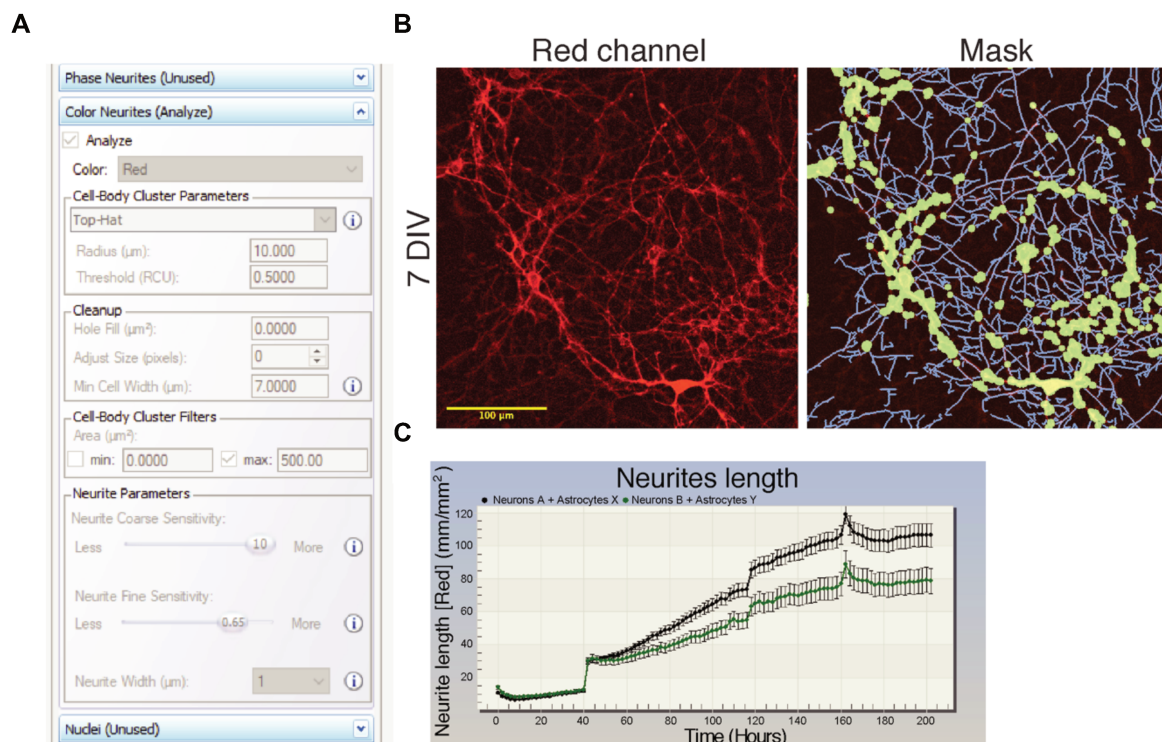 A
Phase Neurites (Unused)
Color Neurites (Analyze)
Analyze
Color: Red
Cell-Body Cluster Parameters
Top-Hat
Radius (µm): 10.000
Threshold (RCU): 0.5000
Cleanup
Hole Fill (µm²): 0.0000
Adjust Size (pixels): 0
Min Cell Width (µm): 7.0000
Cell-Body Cluster Filters
Area (µm²):
min: 0.0000 max: 500.00
Neurite Parameters
Neurite Coarse Sensitivity:
Less 10 More
Neurite Fine Sensitivity:
Less 0.65 More
Neurite Width (µm): 1
Nuclei (Unused)
B
Red channel Mask
7 DIV
100 µm
C
Neurites length
Neurons A + Astrocytes X Neurons B + Astrocytes Y
Neurite length [Red] (mm/mm²)
120
100
80
60
40
20
0 20 40 60 80 100 120 140 160 180 200
Time (Hours)